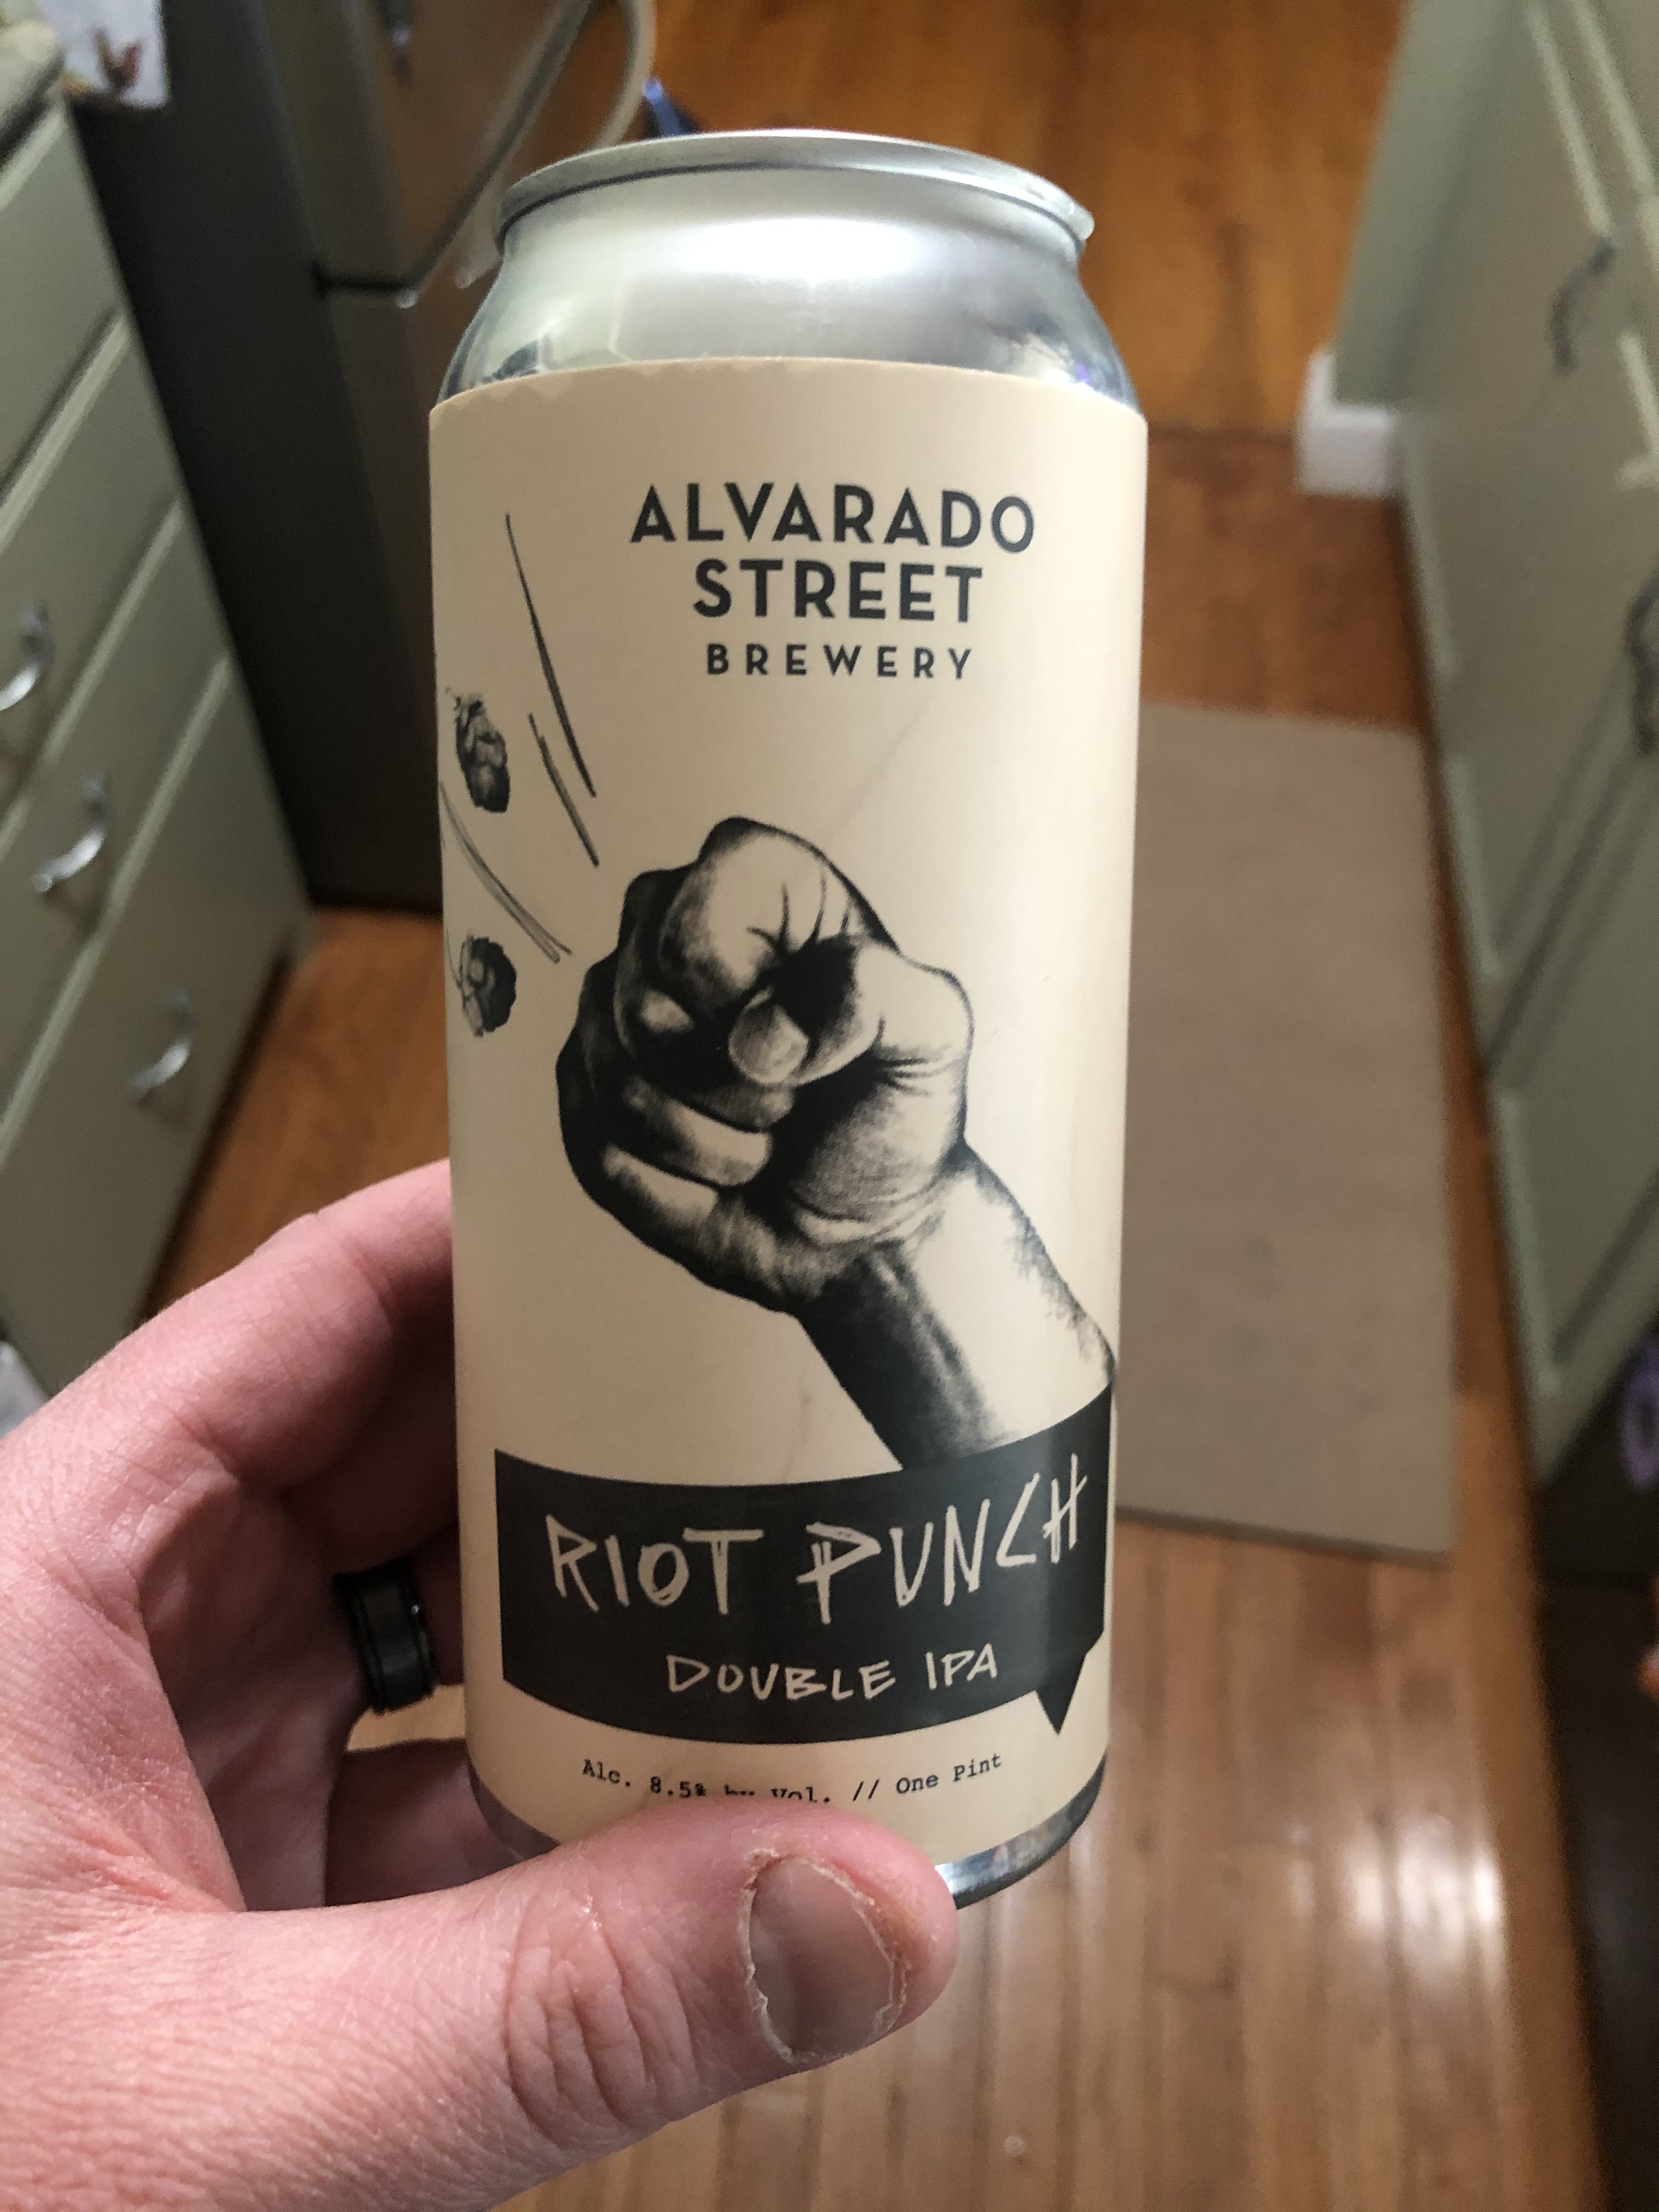 ALVARADO
STREET
BREWERY
RIOT PUNCH
DOUBLE IPA
Alc. 8.5% by Vol. // One Pint